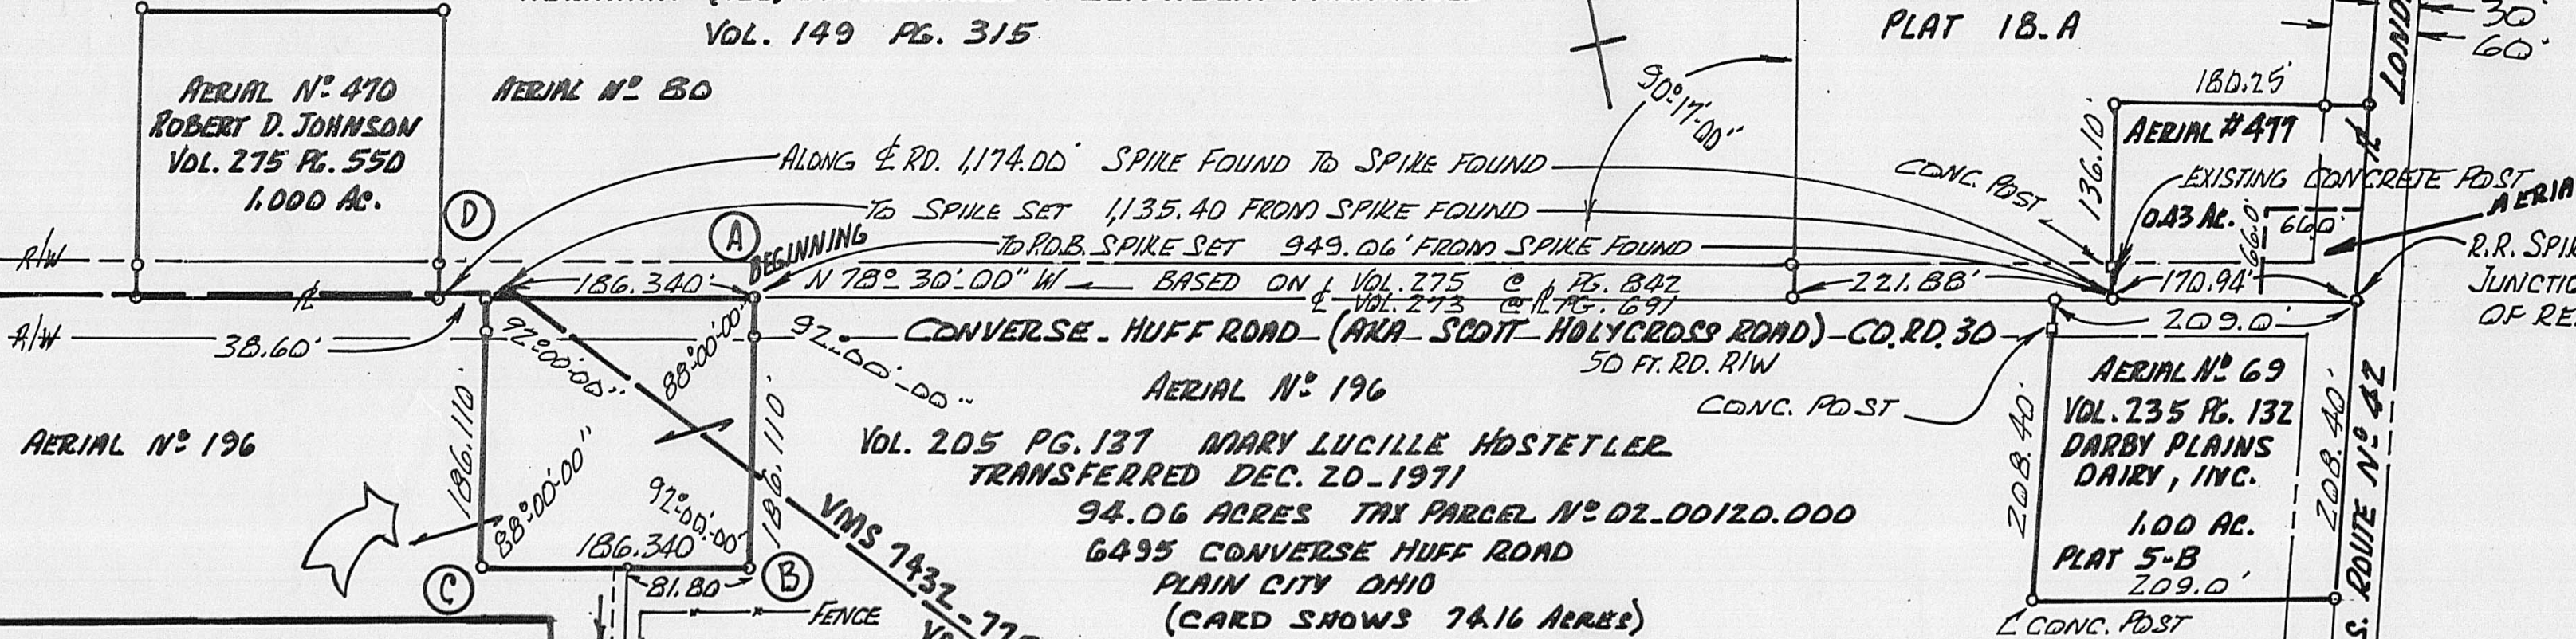 VOL. 149 PG. 315
AERIAL Nº 470
ROBERT D. JOHNSON
VOL. 275 PG. 550
1.000 AC.
AERIAL Nº 80
PLAT 18-A
30'
60'
90°-17'-00"
180.25'
136.10'
AERIAL #477
EXISTING CONCRETE POST
0.43 AC.
66.0'
66.0'
CONC. POST
AERIA
R.R. SPI
JUNCTIO
OF RE
ALONG ℄ RD. 1,174.00' SPIKE FOUND TO SPIKE FOUND
TO SPIKE SET 1,135.40 FROM SPIKE FOUND
TO P.O.B. SPIKE SET 949.06' FROM SPIKE FOUND
D
A
BEGINNING
R/W
186.340'
N 78°-30'-00" W BASED ON VOL. 275 @ PG. 842
℄ VOL. 273 @ PG. 691
221.88'
170.94'
209.0'
R/W
38.60'
CONVERSE-HUFF ROAD (AKA SCOTT-HOLYCROSS ROAD) CO. RD. 30
50 FT. RD. R/W
92°-00'-00"
88°-00'-00"
92°-00'-00"
186.110'
186.110'
88°-00'-00"
92°-00'-00"
186.340'
81.80
C
B
FENCE
AERIAL Nº 196
AERIAL Nº 196
VOL. 205 PG. 137 MARY LUCILLE HOSTETLER
TRANSFERRED DEC. 20-1971
94.06 ACRES TAX PARCEL Nº 02-00120.000
6495 CONVERSE HUFF ROAD
PLAIN CITY OHIO
(CARD SHOWS 74.16 ACRES)
VMS 7432-77
CONC. POST
AERIAL Nº 69
VOL. 235 PG. 132
DARBY PLAINS
DAIRY, INC.
1.00 AC.
PLAT 5-B
209.0'
208.40'
208.40'
CONC. POST
S. ROUTE Nº 42
LOND